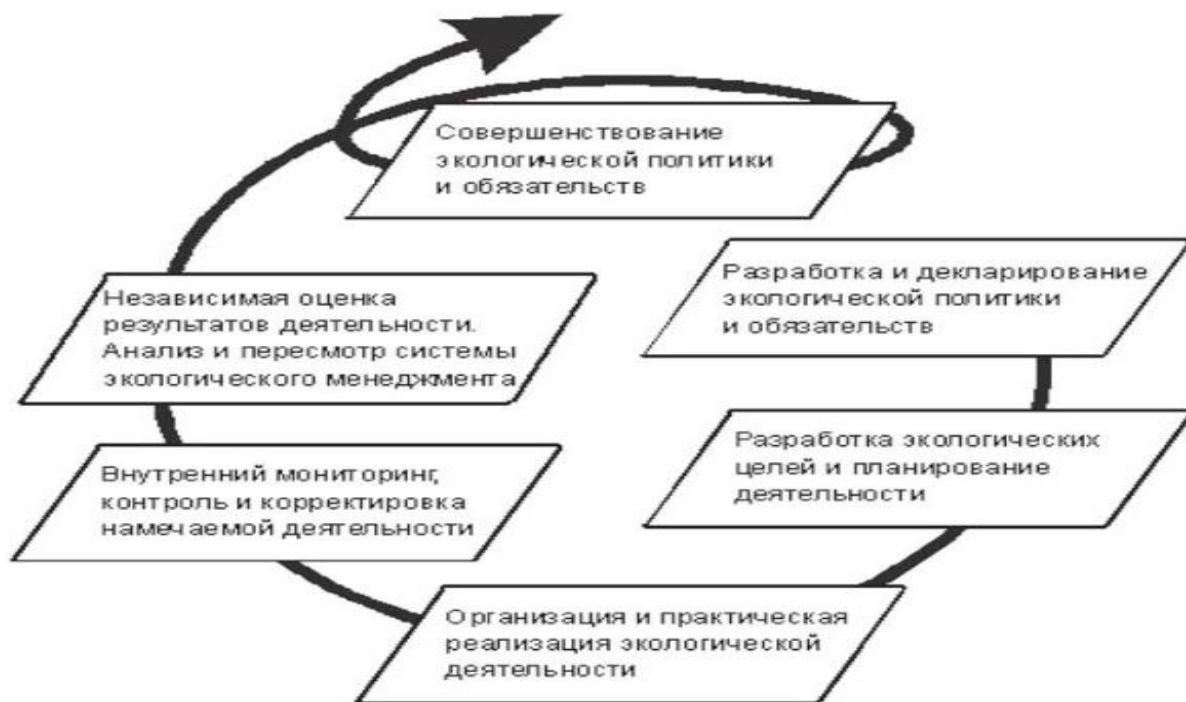 Совершенствование
экологической политики
и обязательств
Разработка и декларирование
экологической политики
и обязательств
Независимая оценка
результатов деятельности.
Анализ и пересмотр системы
экологического менеджмента
Разработка экологических
целей и планирование
деятельности
Внутренний мониторинг,
контроль и корректировка
намечаемой деятельности
Организация и практическая
реализация экологической
деятельности